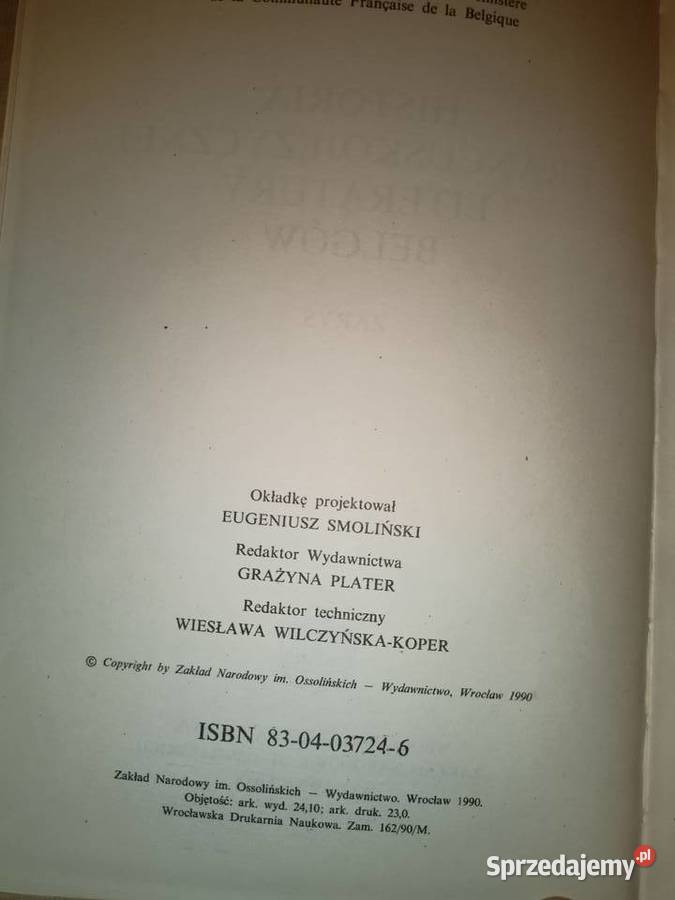 Communauté Française de la Belgique
Okładkę projektował
EUGENIUSZ SMOLIŃSKI
Redaktor Wydawnictwa
GRAŻYNA PLATER
Redaktor techniczny
WIESŁAWA WILCZYŃSKA-KOPER
© Copyright by Zakład Narodowy im. Ossolińskich – Wydawnictwo, Wrocław 1990
ISBN 83-04-03724-6
Zakład Narodowy im. Ossolińskich – Wydawnictwo. Wrocław 1990.
Objętość: ark. wyd. 24,10; ark. druk. 23,0.
Wrocławska Drukarnia Naukowa. Zam. 162/90/M.
Sprzedajemy.pl